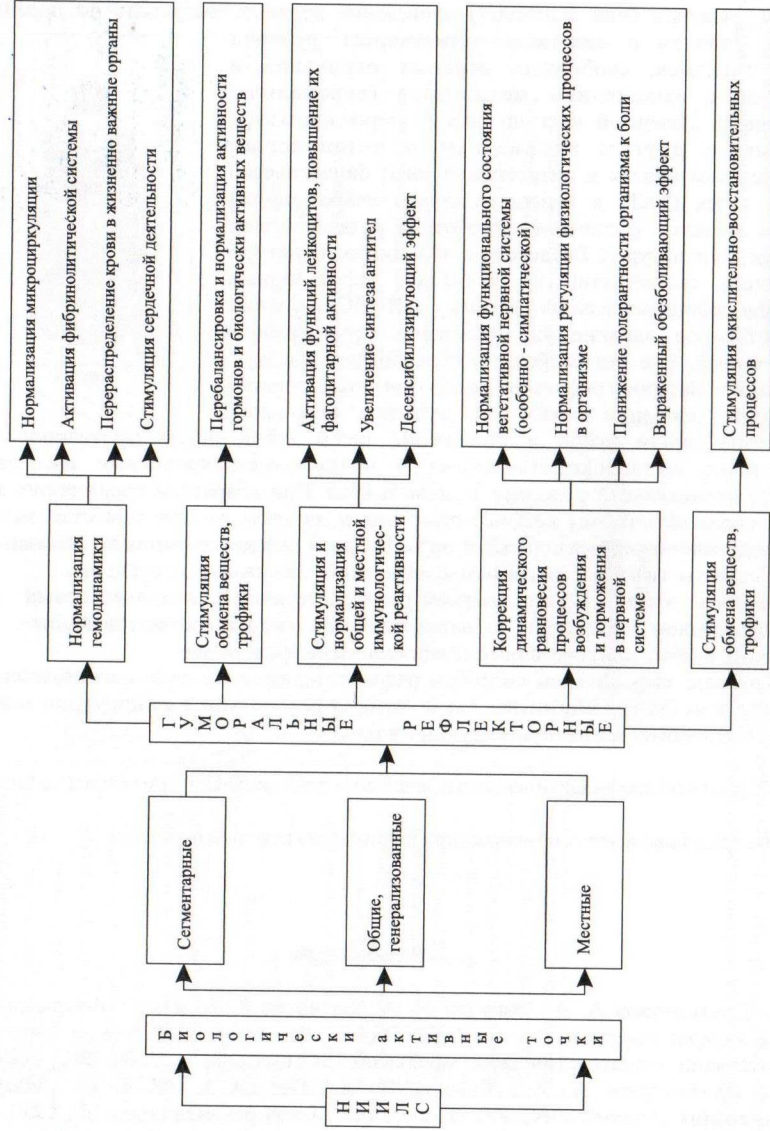 НИИЛС
Биологически активные точки
Сегментарные
Общие,
генерализованные
Местные
ГУМОРАЛЬНЫЕ РЕФЛЕКТОРНЫЕ
Нормализация
гемодинамики
Стимуляция
обмена веществ,
трофики
Стимуляция и
нормализация
общей и местной
иммунологичес-
кой реактивности
Коррекция
динамического
равновесия
процессов
возбуждения
и торможения
в нервной
системе
Стимуляция
обмена веществ,
трофики
Нормализация микроциркуляции
Активация фибринолитической системы
Перераспределение крови в жизненно важные органы
Стимуляция сердечной деятельности
Перебалансировка и нормализация активности
гормонов и биологически активных веществ
Активация функций лейкоцитов, повышение их
фагоцитарной активности
Увеличение синтеза антител
Десенсибилизирующий эффект
Нормализация функционального состояния
вегетативной нервной системы
(особенно - симпатической)
Нормализация регуляции физиологических процессов
в организме
Понижение толерантности организма к боли
Выраженный обезболивающий эффект
Стимуляция окислительно-восстановительных
процессов